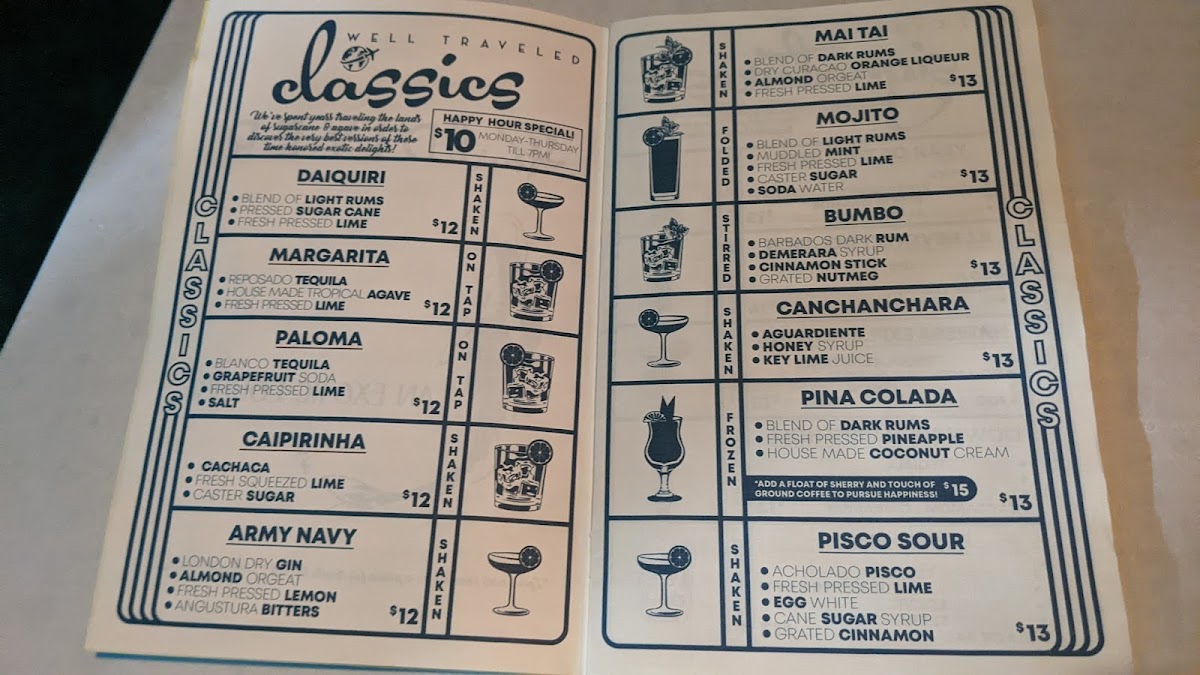 WELL TRAVELED
classics
We've spent years traveling the lands
of sugarcane & agave in order to
discover the very best versions of these
time honored exotic delights!
HAPPY HOUR SPECIAL!
$10 MONDAY-THURSDAY
TILL 7PM!
CLASSICS
DAIQUIRI
• BLEND OF LIGHT RUMS
• PRESSED SUGAR CANE
• FRESH PRESSED LIME
$12
SHAKEN
MARGARITA
• REPOSADO TEQUILA
• HOUSE MADE TROPICAL AGAVE
• FRESH PRESSED LIME
$12
ON TAP
PALOMA
• BLANCO TEQUILA
• GRAPEFRUIT SODA
• FRESH PRESSED LIME
• SALT
$12
ON TAP
CAIPIRINHA
• CACHACA
• FRESH SQUEEZED LIME
• CASTER SUGAR
$12
SHAKEN
ARMY NAVY
• LONDON DRY GIN
• ALMOND ORGEAT
• FRESH PRESSED LEMON
• ANGUSTURA BITTERS
$12
SHAKEN
SHAKEN
MAI TAI
• BLEND OF DARK RUMS
• DRY CURACAO ORANGE LIQUEUR
• ALMOND ORGEAT
• FRESH PRESSED LIME
$13
FOLDED
MOJITO
• BLEND OF LIGHT RUMS
• MUDDLED MINT
• FRESH PRESSED LIME
• CASTER SUGAR
• SODA WATER
$13
STIRRED
BUMBO
• BARBADOS DARK RUM
• DEMERARA SYRUP
• CINNAMON STICK
• GRATED NUTMEG
$13
SHAKEN
CANCHANCHARA
• AGUARDIENTE
• HONEY SYRUP
• KEY LIME JUICE
$13
FROZEN
PINA COLADA
• BLEND OF DARK RUMS
• FRESH PRESSED PINEAPPLE
• HOUSE MADE COCONUT CREAM
*ADD A FLOAT OF SHERRY AND TOUCH OF
GROUND COFFEE TO PURSUE HAPPINESS! $15
$13
SHAKEN
PISCO SOUR
• ACHOLADO PISCO
• FRESH PRESSED LIME
• EGG WHITE
• CANE SUGAR SYRUP
• GRATED CINNAMON
$13
CLASSICS